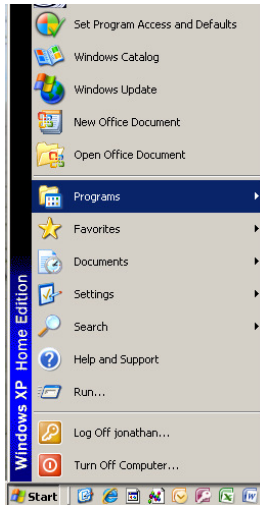 Set Program Access and Defaults
Windows Catalog
Windows Update
New Office Document
Open Office Document
Programs
Favorites
Documents
Settings
Search
Help and Support
Run...
Log Off jonathan...
Turn Off Computer...
Windows XP Home Edition
Start